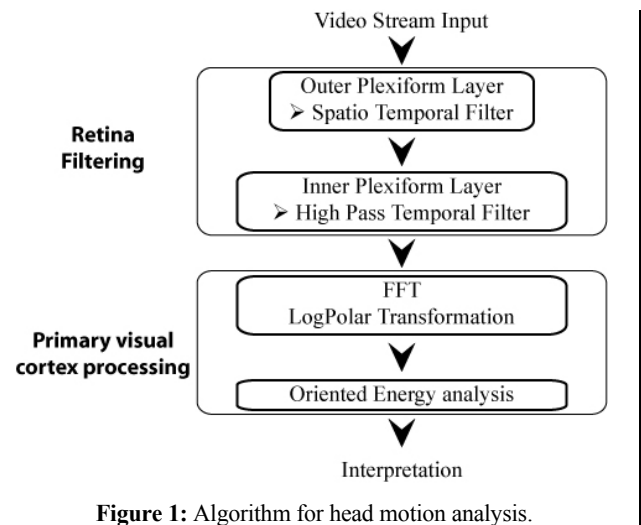 Video Stream Input
Outer Plexiform Layer
➢ Spatio Temporal Filter
Retina
Filtering
Inner Plexiform Layer
➢ High Pass Temporal Filter
FFT
LogPolar Transformation
Primary visual
cortex processing
Oriented Energy analysis
Interpretation
Figure 1: Algorithm for head motion analysis.